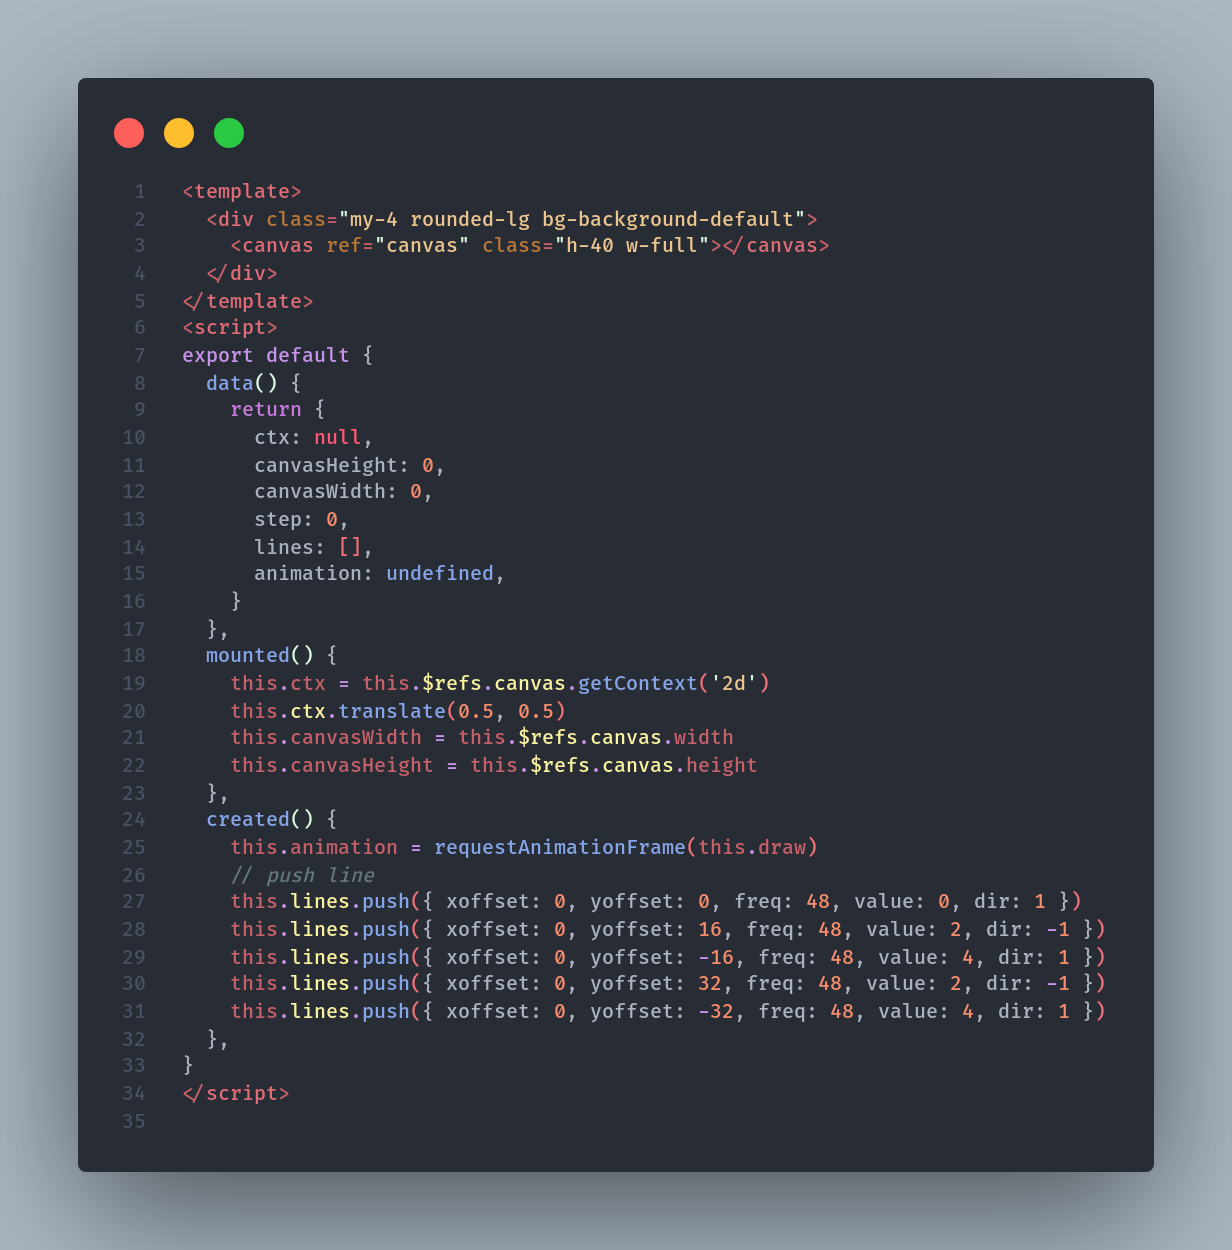 1 <template>
2   <div class="my-4 rounded-lg bg-background-default">
3     <canvas ref="canvas" class="h-40 w-full"></canvas>
4   </div>
5 </template>
6 <script>
7 export default {
8   data() {
9     return {
10       ctx: null,
11       canvasHeight: 0,
12       canvasWidth: 0,
13       step: 0,
14       lines: [],
15       animation: undefined,
16     }
17   },
18   mounted() {
19     this.ctx = this.$refs.canvas.getContext('2d')
20     this.ctx.translate(0.5, 0.5)
21     this.canvasWidth = this.$refs.canvas.width
22     this.canvasHeight = this.$refs.canvas.height
23   },
24   created() {
25     this.animation = requestAnimationFrame(this.draw)
26     // push line
27     this.lines.push({ xoffset: 0, yoffset: 0, freq: 48, value: 0, dir: 1 })
28     this.lines.push({ xoffset: 0, yoffset: 16, freq: 48, value: 2, dir: -1 })
29     this.lines.push({ xoffset: 0, yoffset: -16, freq: 48, value: 4, dir: 1 })
30     this.lines.push({ xoffset: 0, yoffset: 32, freq: 48, value: 2, dir: -1 })
31     this.lines.push({ xoffset: 0, yoffset: -32, freq: 48, value: 4, dir: 1 })
32   },
33 }
34 </script>
35